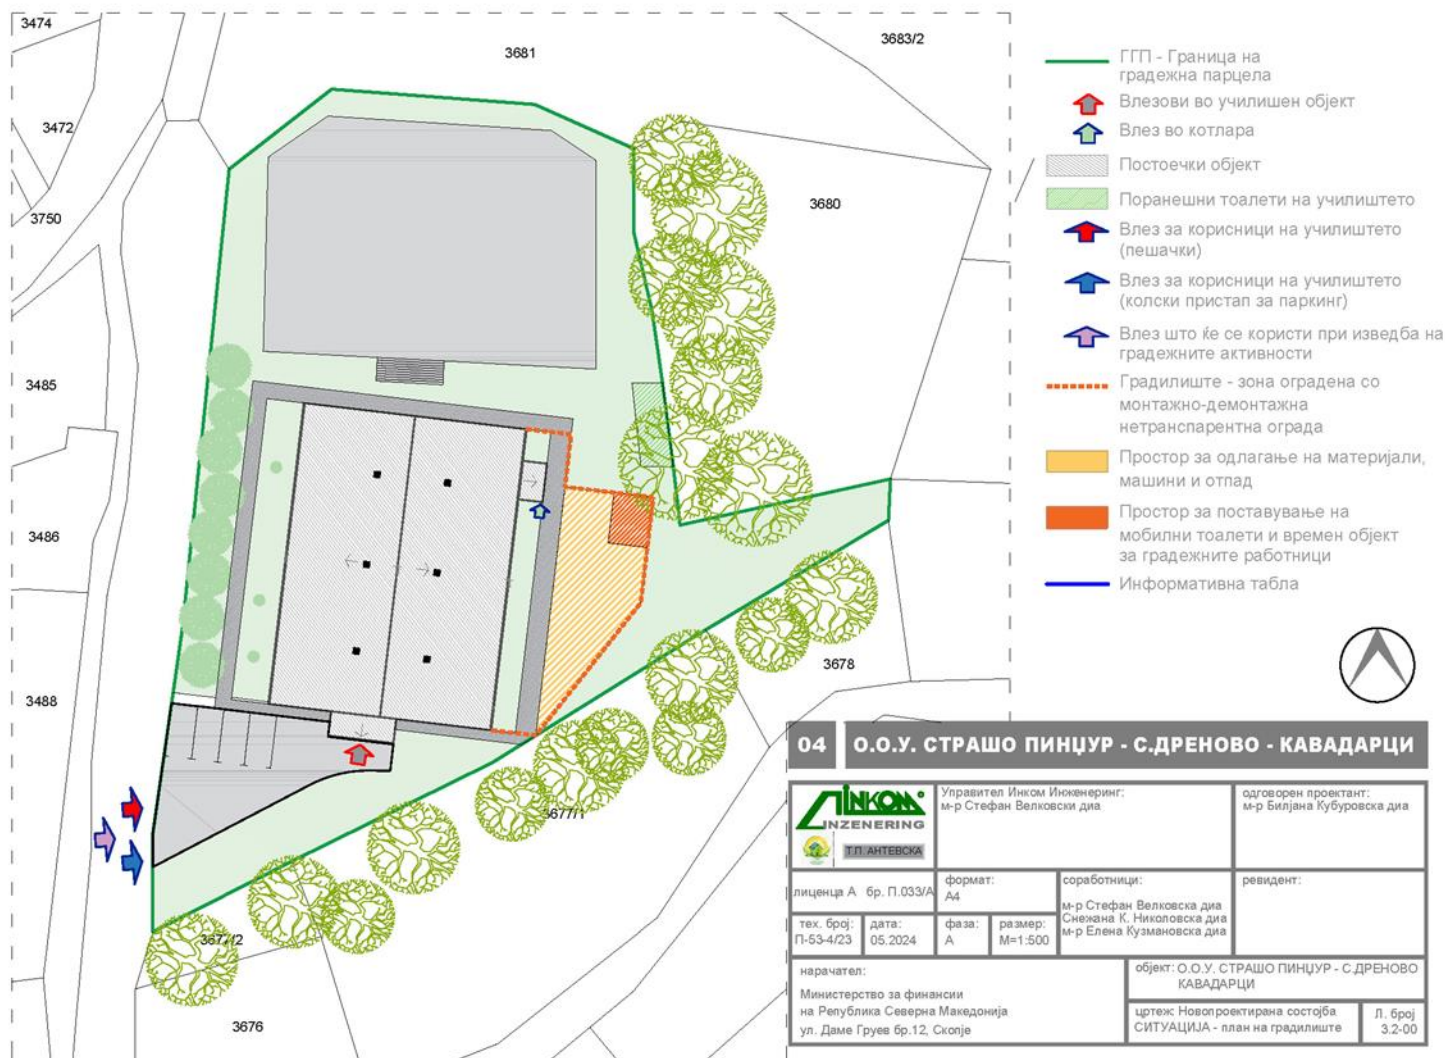 3474
3681
3683/2
3472
3680
3750
3485
3486
3678
3488
3677/1
3677/2
3676
ГГП - Граница на
градежна парцела
Влезови во училишен објект
Влез во котлара
Постоечки објект
Поранешни тоалети на училиштето
Влез за корисници на училиштето
(пешачки)
Влез за корисници на училиштето
(колски пристап за паркинг)
Влез што ќе се користи при изведба на
градежните активности
Градилиште - зона оградена со
монтажно-демонтажна
нетранспарентна ограда
Простор за одлагање на материјали,
машини и отпад
Простор за поставување на
мобилни тоалети и времен објект
за градежните работници
Информативна табла
04 О.О.У. СТРАШО ПИНЏУР - С.ДРЕНОВО - КАВАДАРЦИ
ИНКОМ
INZENERING
Т.П. АНТЕВСКА
Управител Инком Инженеринг:
м-р Стефан Велковски диа
одговорен проектант:
м-р Билјана Кубуровска диа
лиценца А бр. П.033/А
формат:
А4
соработници:
м-р Стефан Велковска диа
Снежана К. Николовска диа
м-р Елена Кузмановска диа
ревидент:
тех. број:
П-53-4/23
дата:
05.2024
фаза:
А
размер:
М=1:500
нарачател:
Министерство за финансии
на Република Северна Македонија
ул. Даме Груев бр.12, Скопје
објект: О.О.У. СТРАШО ПИНЏУР - С.ДРЕНОВО
КАВАДАРЦИ
цртеж: Новопроектирана состојба
СИТУАЦИЈА - план на градилиште
Л. број
3.2-00